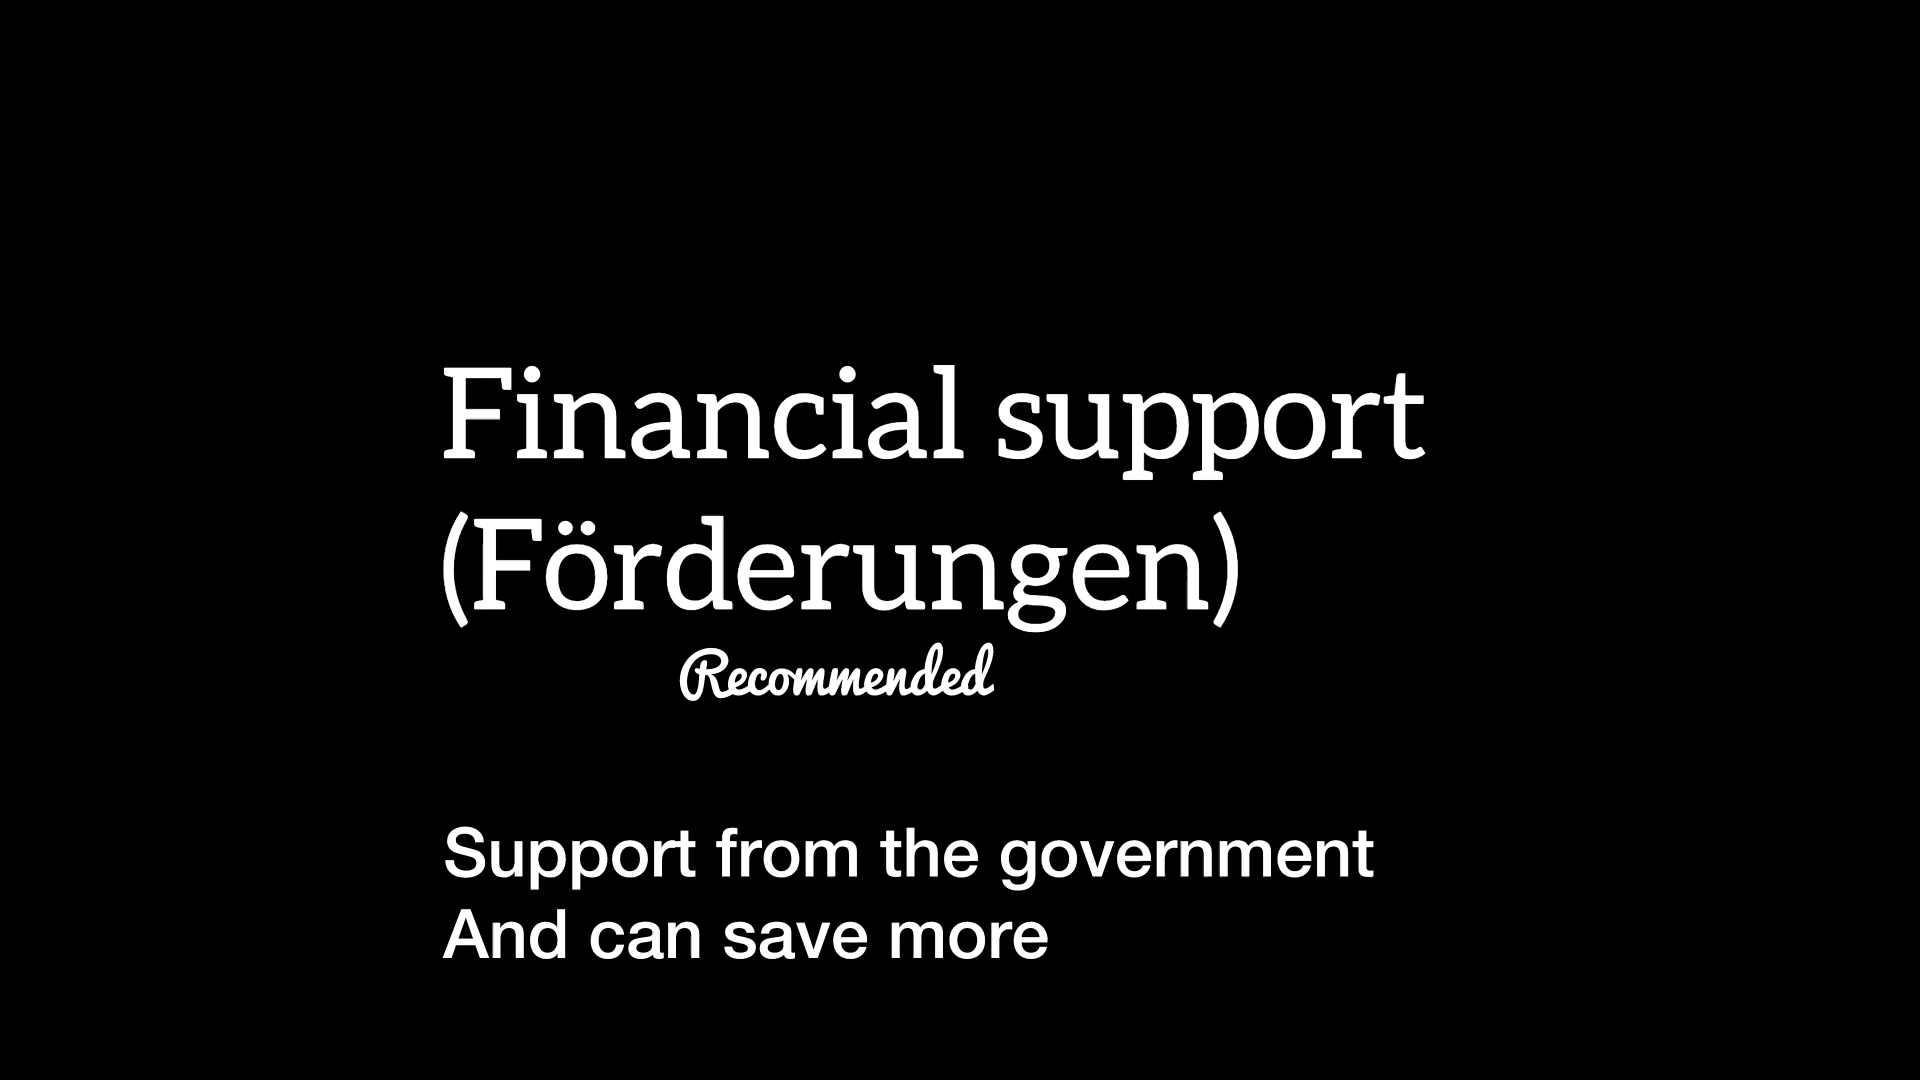 Financial support
(Förderungen)
Recommended
Support from the government
And can save more